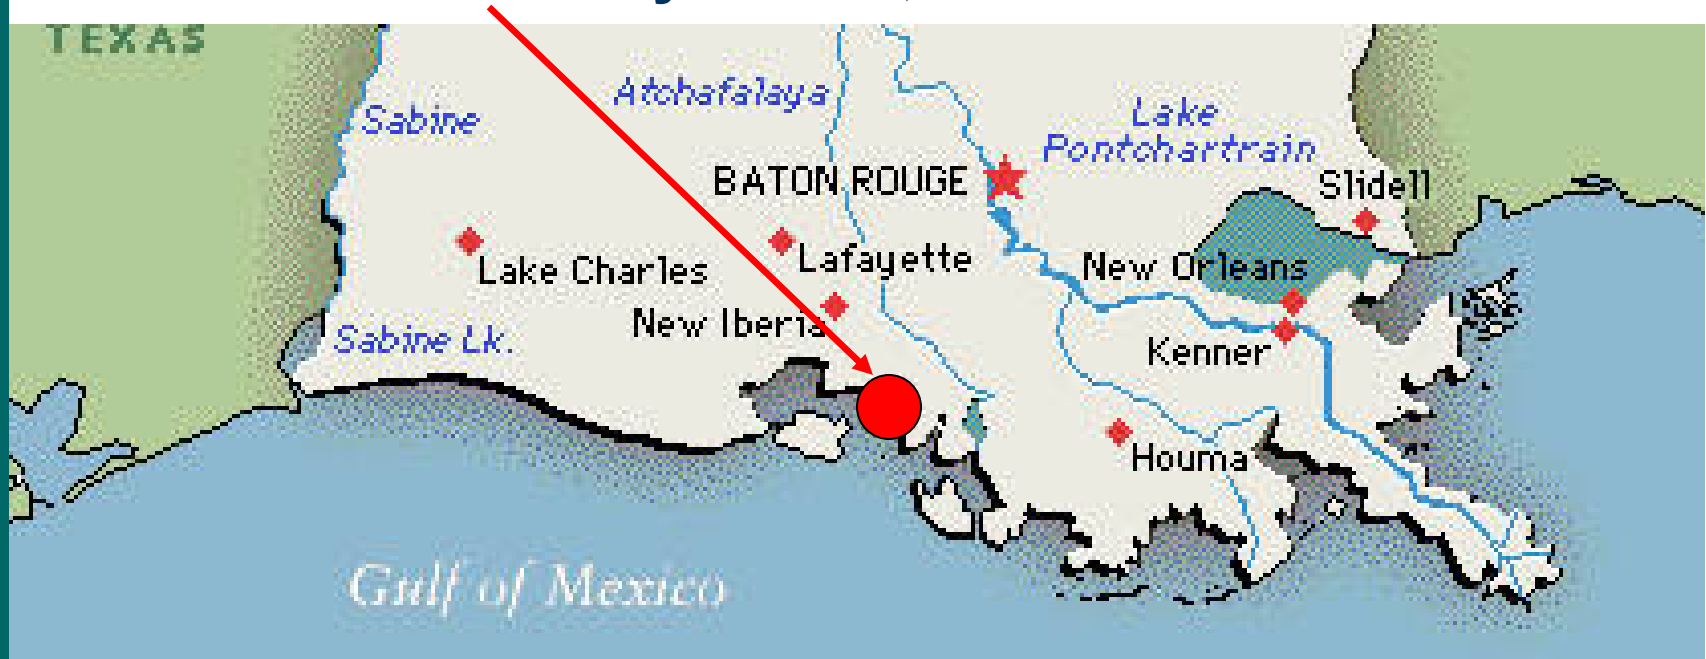 TEXAS
Atchafalaya
Sabine
Lake
Pontchartrain
BATON ROUGE
Slidell
Lafayette
New Orleans
Lake Charles
New Iberia
Sabine Lk.
Kenner
Houma
Gulf of Mexico